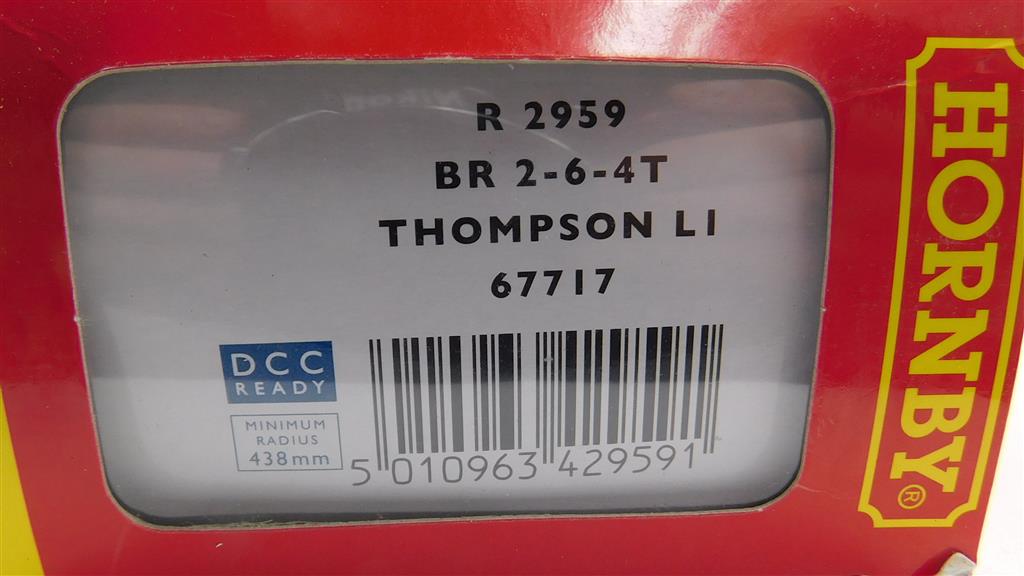 R 2959
BR 2-6-4T
THOMPSON L1
67717
DCC
READY
MINIMUM
RADIUS
438mm
5 010963 429591
HORNBY®